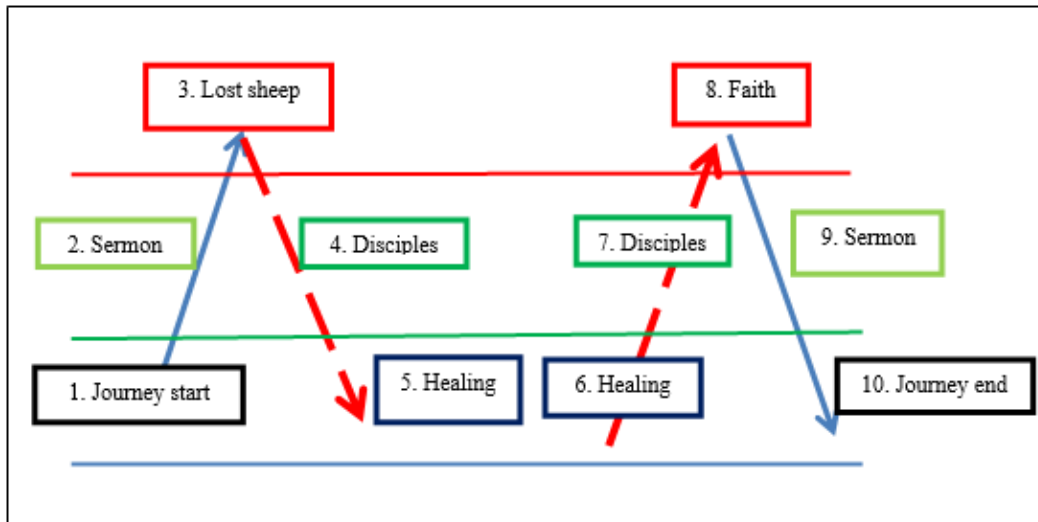 3. Lost sheep
8. Faith
2. Sermon
4. Disciples
7. Disciples
9. Sermon
1. Journey start
5. Healing
6. Healing
10. Journey end